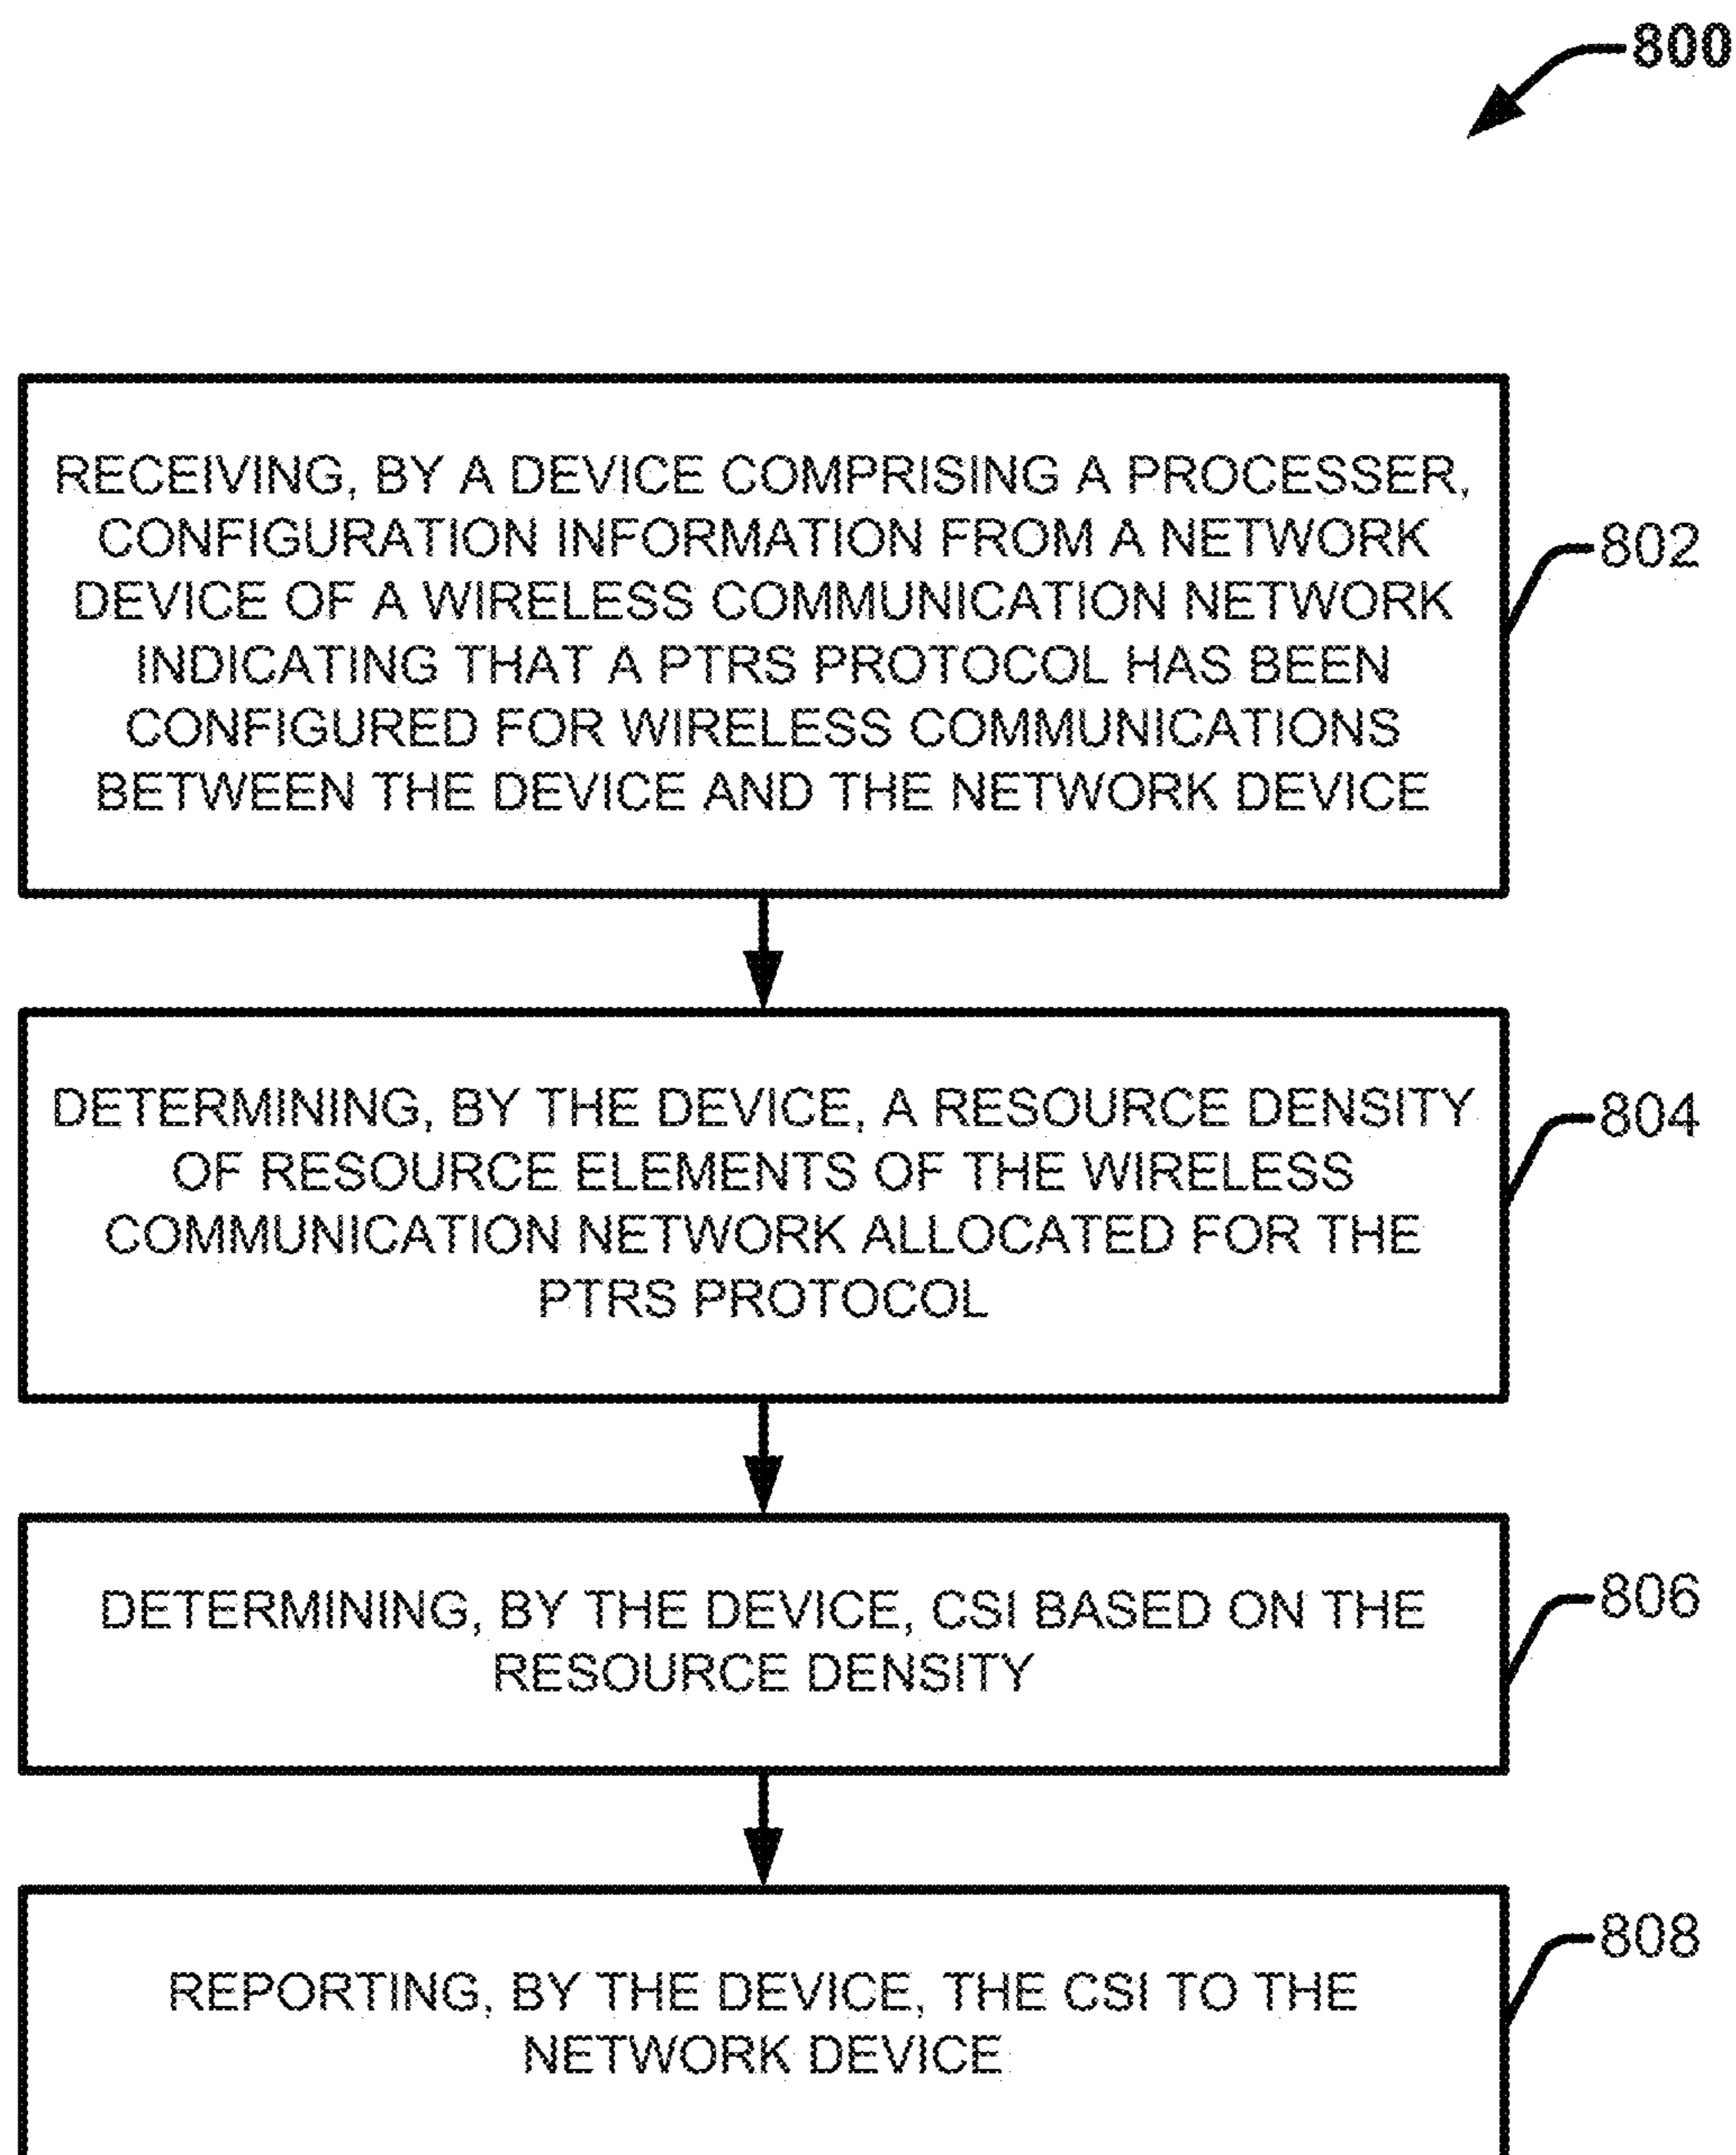 800
RECEIVING, BY A DEVICE COMPRISING A PROCESSER,
CONFIGURATION INFORMATION FROM A NETWORK
DEVICE OF A WIRELESS COMMUNICATION NETWORK
INDICATING THAT A PTRS PROTOCOL HAS BEEN
CONFIGURED FOR WIRELESS COMMUNICATIONS
BETWEEN THE DEVICE AND THE NETWORK DEVICE
802
DETERMINING, BY THE DEVICE, A RESOURCE DENSITY
OF RESOURCE ELEMENTS OF THE WIRELESS
COMMUNICATION NETWORK ALLOCATED FOR THE
PTRS PROTOCOL
804
DETERMINING, BY THE DEVICE, CSI BASED ON THE
RESOURCE DENSITY
806
REPORTING, BY THE DEVICE, THE CSI TO THE
NETWORK DEVICE
808